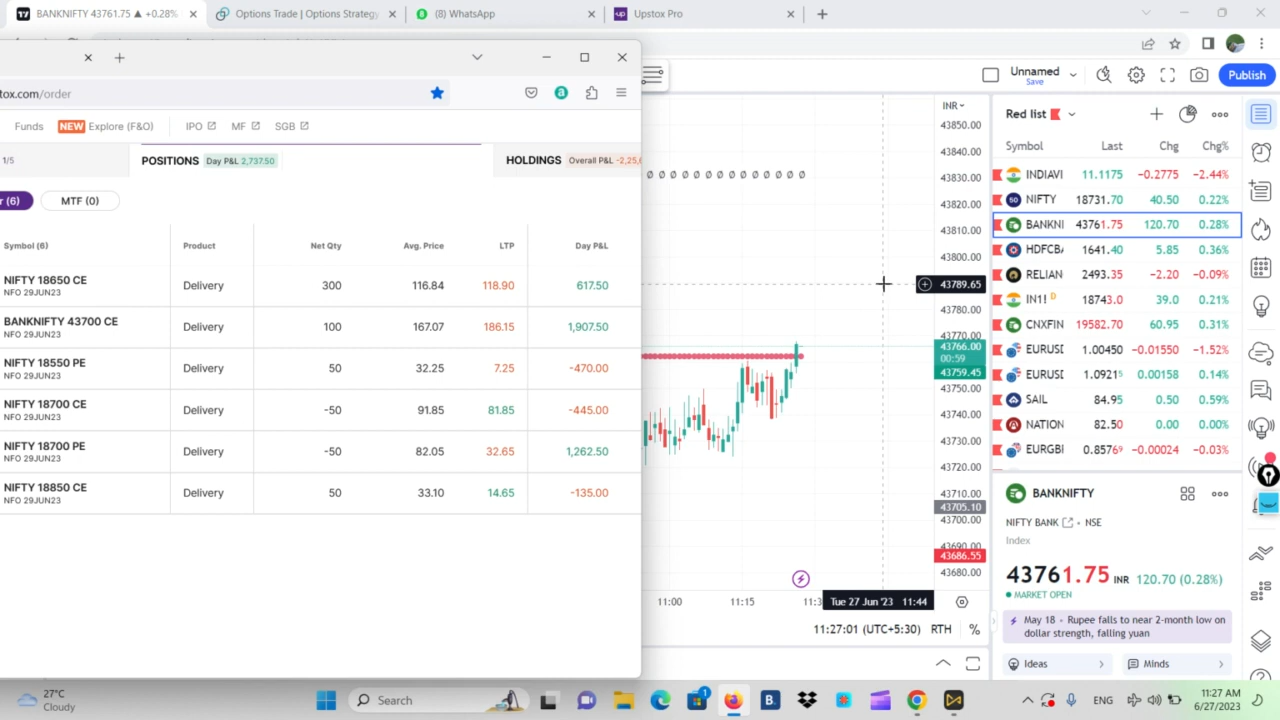 BANKNIFTY 43761.75 ▲ +0.28%
Options Trade | Options Strategy
(8) WhatsApp
Upstox Pro
tox.com/order
Funds NEW Explore (F&O) IPO MF SGB
1/5 POSITIONS Day P&L 2,737.50 HOLDINGS Overall P&L -2,25,6
r (6) MTF (0)
Symbol (6) Product Net Qty Avg. Price LTP Day P&L
NIFTY 18650 CE
NFO 29JUN23
Delivery 300 116.84 118.90 617.50
BANKNIFTY 43700 CE
NFO 29JUN23
Delivery 100 167.07 186.15 1,907.50
NIFTY 18550 PE
NFO 29JUN23
Delivery 50 32.25 7.25 -470.00
NIFTY 18700 CE
NFO 29JUN23
Delivery -50 91.85 81.85 -445.00
NIFTY 18700 PE
NFO 29JUN23
Delivery -50 82.05 32.65 1,262.50
NIFTY 18850 CE
NFO 29JUN23
Delivery 50 33.10 14.65 -135.00
Unnamed
Save
Publish
INR
43850.00
43840.00
43830.00
43820.00
43810.00
43800.00
43789.65
43780.00
43770.00
43766.00
00:59
43759.45
43750.00
43740.00
43730.00
43720.00
43710.00
43705.10
43700.00
43690.00
43686.55
43680.00
11:00 11:15 11:3 Tue 27 Jun '23 11:44
11:27:01 (UTC+5:30) RTH %
Red list
Symbol Last Chg Chg%
INDIAVI 11.1175 −0.2775 −2.44%
50 NIFTY 18731.70 40.50 0.22%
BANKNI 43761.75 120.70 0.28%
HDFCBA 1641.40 5.85 0.36%
RELIAN 2493.35 −2.20 −0.09%
IN1! D 18743.0 39.0 0.21%
CNXFIN 19582.70 60.95 0.31%
EURUSD 1.00450 −0.01550 −1.52%
EURUSD 1.09215 0.00158 0.14%
SAIL 84.95 0.50 0.59%
NATION 82.50 0.00 0.00%
EURGBI 0.85769 −0.00024 −0.03%
BANKNIFTY
NIFTY BANK • NSE
Index
43761.75 INR 120.70 (0.28%)
MARKET OPEN
May 18 - Rupee falls to near 2-month low on
dollar strength, falling yuan
Ideas Minds
27°C
Cloudy
Search
1
B.
ENG
11:27 AM
6/27/2023